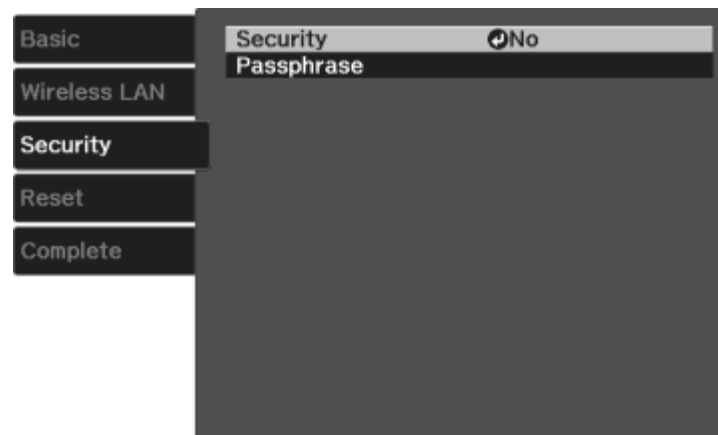 Basic
Wireless LAN
Security
Reset
Complete
Security No
Passphrase